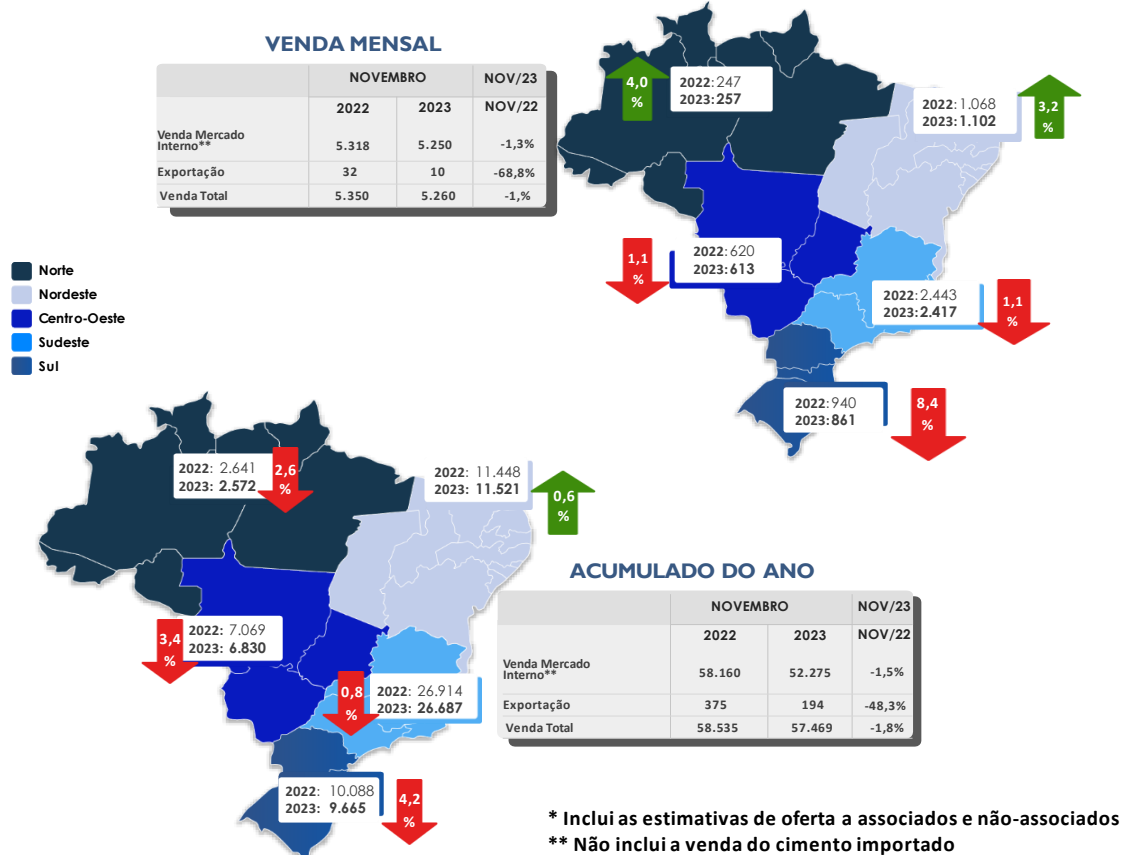 VENDA MENSAL
NOVEMBRO NOV/23
2022 2023 NOV/22
Venda Mercado
Interno** 5.318 5.250 -1,3%
Exportação 32 10 -68,8%
Venda Total 5.350 5.260 -1,%
4,0
%
2022: 247
2023: 257
2022: 1.068
2023: 1.102
3,2
%
1,1
%
2022: 620
2023: 613
2022: 2.443
2023: 2.417
1,1
%
2022: 940
2023: 861
8,4
%
Norte
Nordeste
Centro-Oeste
Sudeste
Sul
2022: 2.641
2023: 2.572
2,6
%
2022: 11.448
2023: 11.521
0,6
%
3,4
%
2022: 7.069
2023: 6.830
0,8
%
2022: 26.914
2023: 26.687
2022: 10.088
2023: 9.665
4,2
%
ACUMULADO DO ANO
NOVEMBRO NOV/23
2022 2023 NOV/22
Venda Mercado
Interno** 58.160 52.275 -1,5%
Exportação 375 194 -48,3%
Venda Total 58.535 57.469 -1,8%
* Inclui as estimativas de oferta a associados e não-associados
** Não inclui a venda do cimento importado